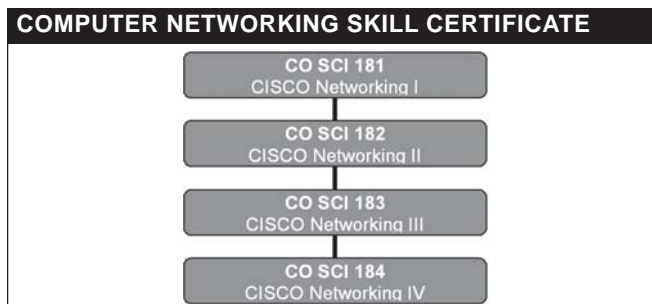 COMPUTER NETWORKING SKILL CERTIFICATE
CO SCI 181
CISCO Networking I
CO SCI 182
CISCO Networking II
CO SCI 183
CISCO Networking III
CO SCI 184
CISCO Networking IV